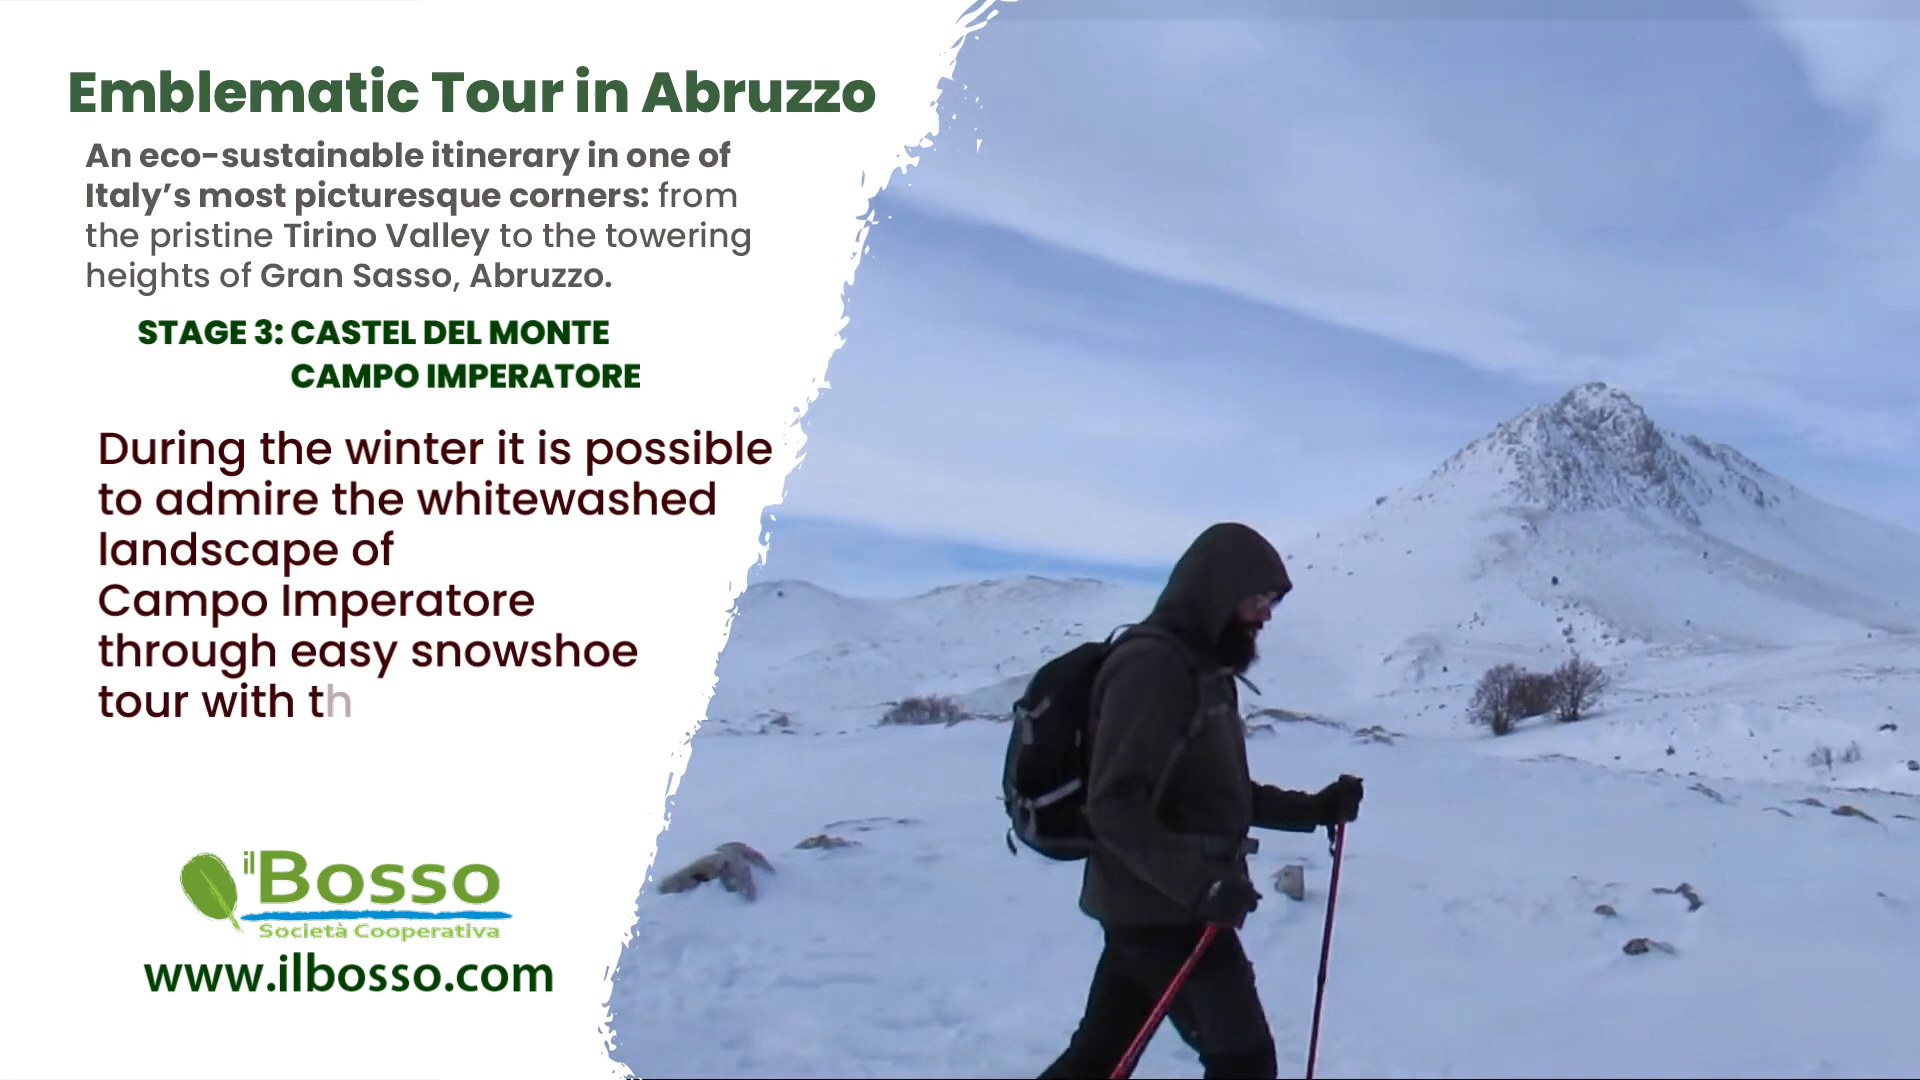 Emblematic Tour in Abruzzo
An eco-sustainable itinerary in one of
Italy’s most picturesque corners: from
the pristine Tirino Valley to the towering
heights of Gran Sasso, Abruzzo.
STAGE 3: CASTEL DEL MONTE
CAMPO IMPERATORE
During the winter it is possible
to admire the whitewashed
landscape of
Campo Imperatore
through easy snowshoe
tour with th
il Bosso
Società Cooperativa
www.ilbosso.com